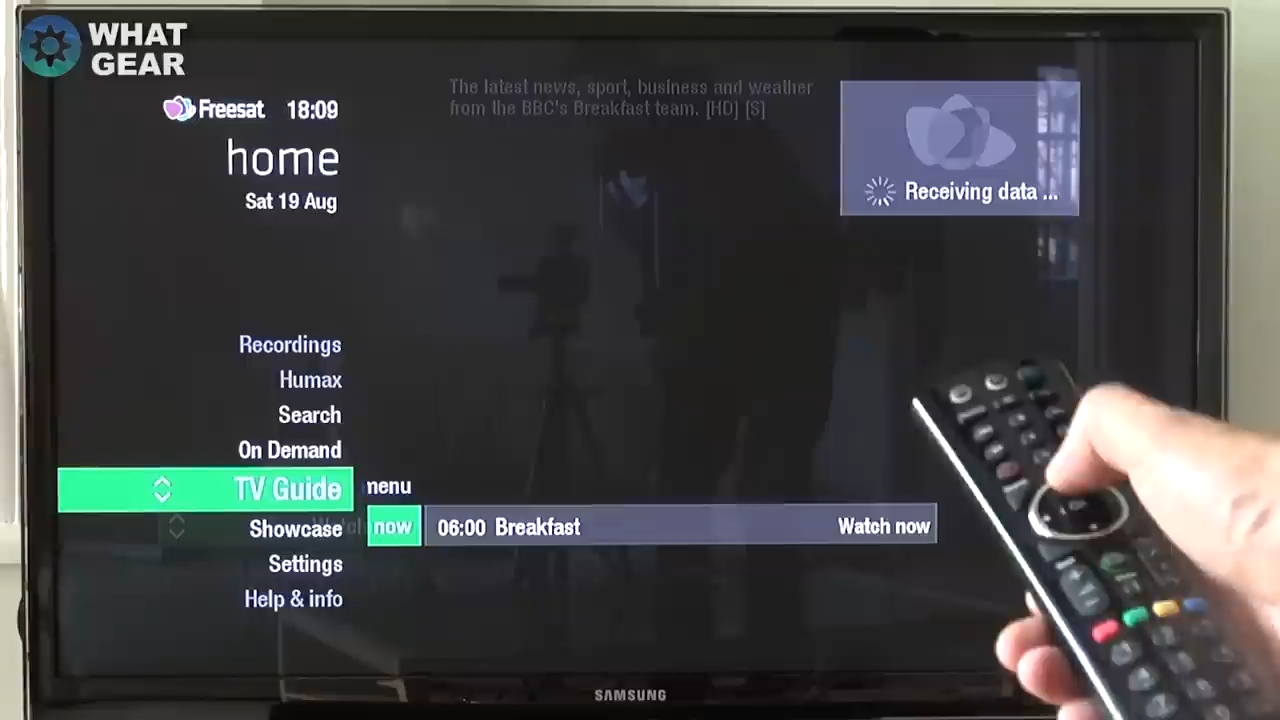 WHAT
GEAR
Freesat 18:09
home
Sat 19 Aug
The latest news, sport, business and weather
from the BBC's Breakfast team. [HD] [S]
Receiving data ...
Recordings
Humax
Search
On Demand
TV Guide
menu
Showcase
now 06:00 Breakfast Watch now
Settings
Help & info
SAMSUNG